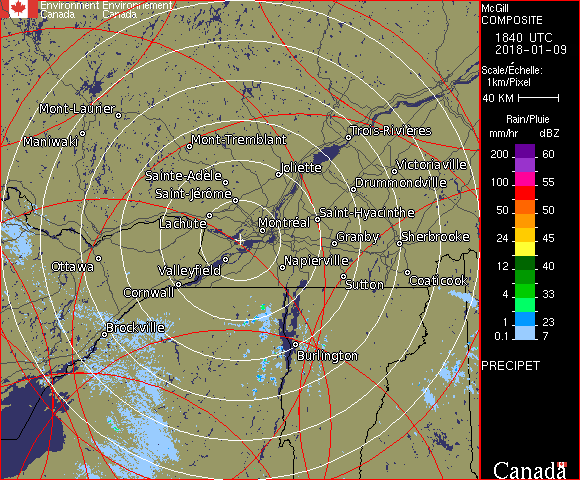 Environment Environnement
Canada Canada
McGill
COMPOSITE
1840 UTC
2018-01-09
Scale/Échelle:
1km/Pixel
40 KM
Rain/Pluie
mm/hr dBZ
200 60
100 55
50 50
24 45
12 40
4 33
1 23
0.1 7
PRECIPET
Canada
Mont-Laurier
Maniwaki
Mont-Tremblant
Trois-Rivières
Sainte-Adèle
Joliette
Victoriaville
Saint-Jérôme
Drummondville
Lachute
Montréal
Saint-Hyacinthe
Granby
Sherbrooke
Ottawa
Valleyfield
Napierville
Cornwall
Sutton
Coaticook
Brockville
Burlington